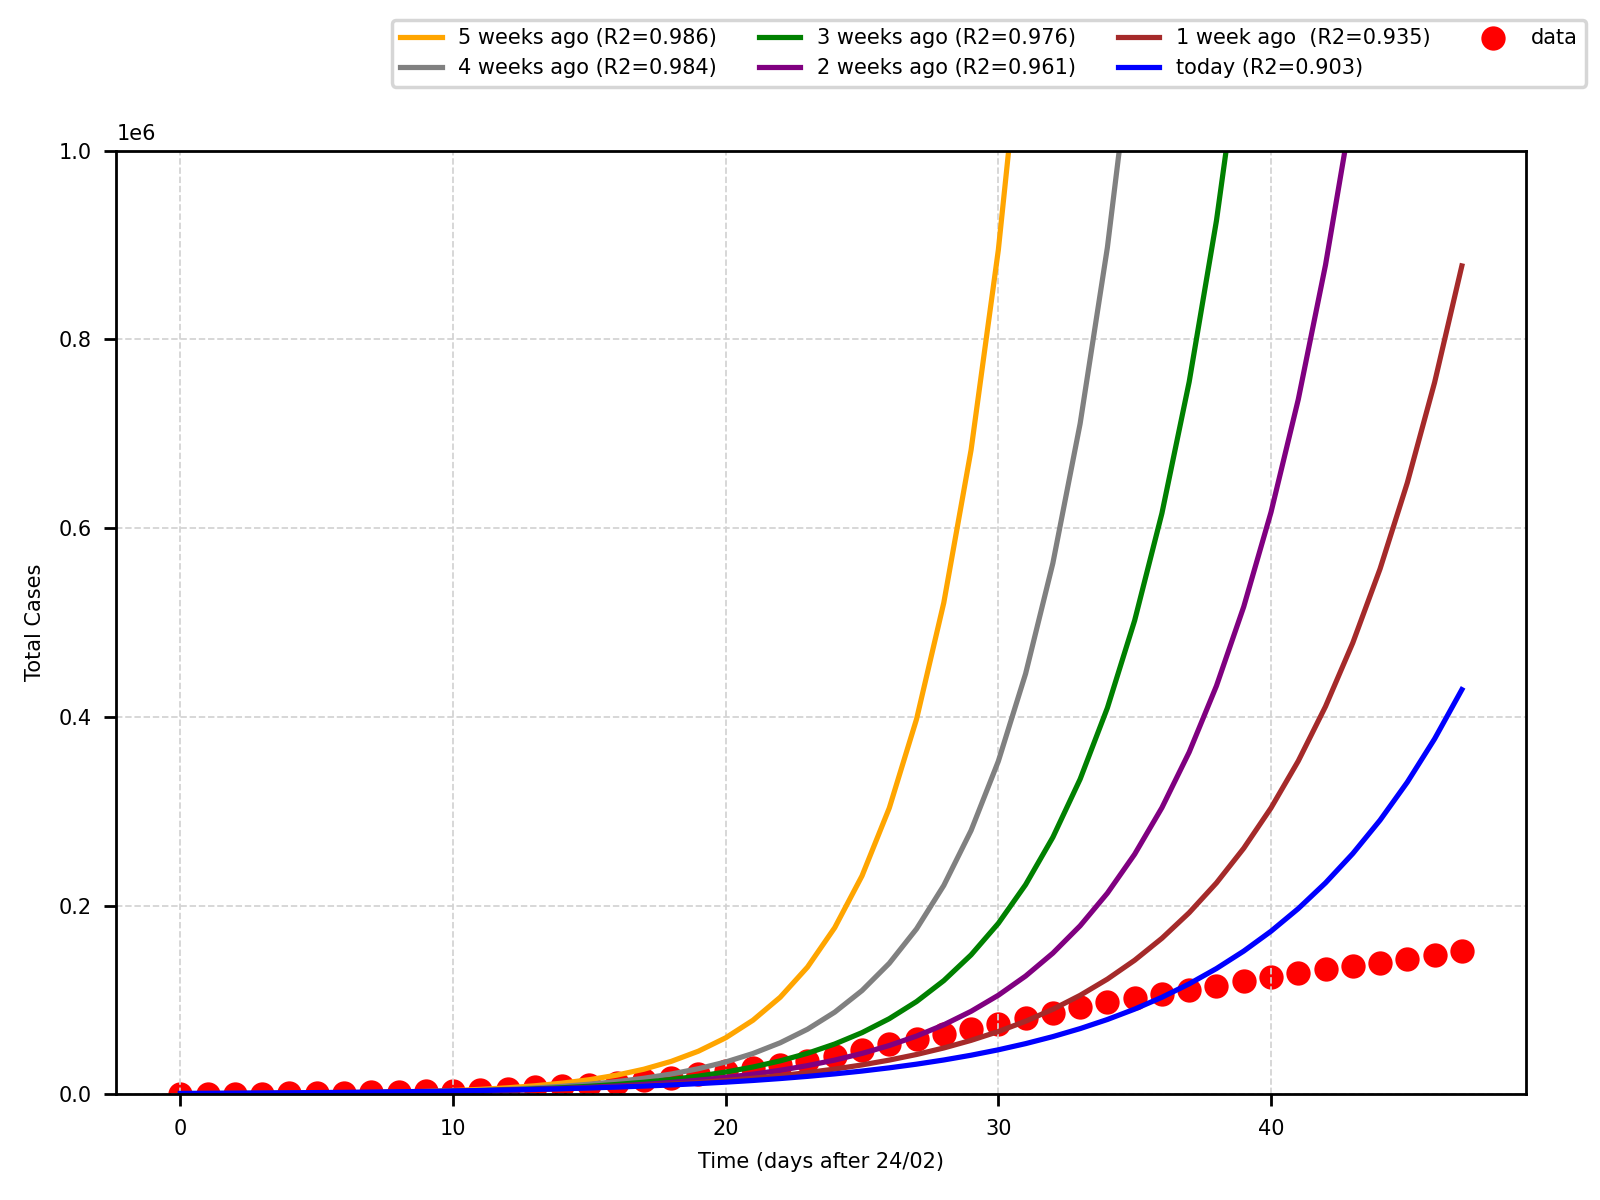 5 weeks ago (R2=0.986) 3 weeks ago (R2=0.976) 1 week ago  (R2=0.935) data
4 weeks ago (R2=0.984) 2 weeks ago (R2=0.961) today (R2=0.903)
1e6
1.0
0.8
0.6
0.4
0.2
0.0
Total Cases
0 10 20 30 40
Time (days after 24/02)